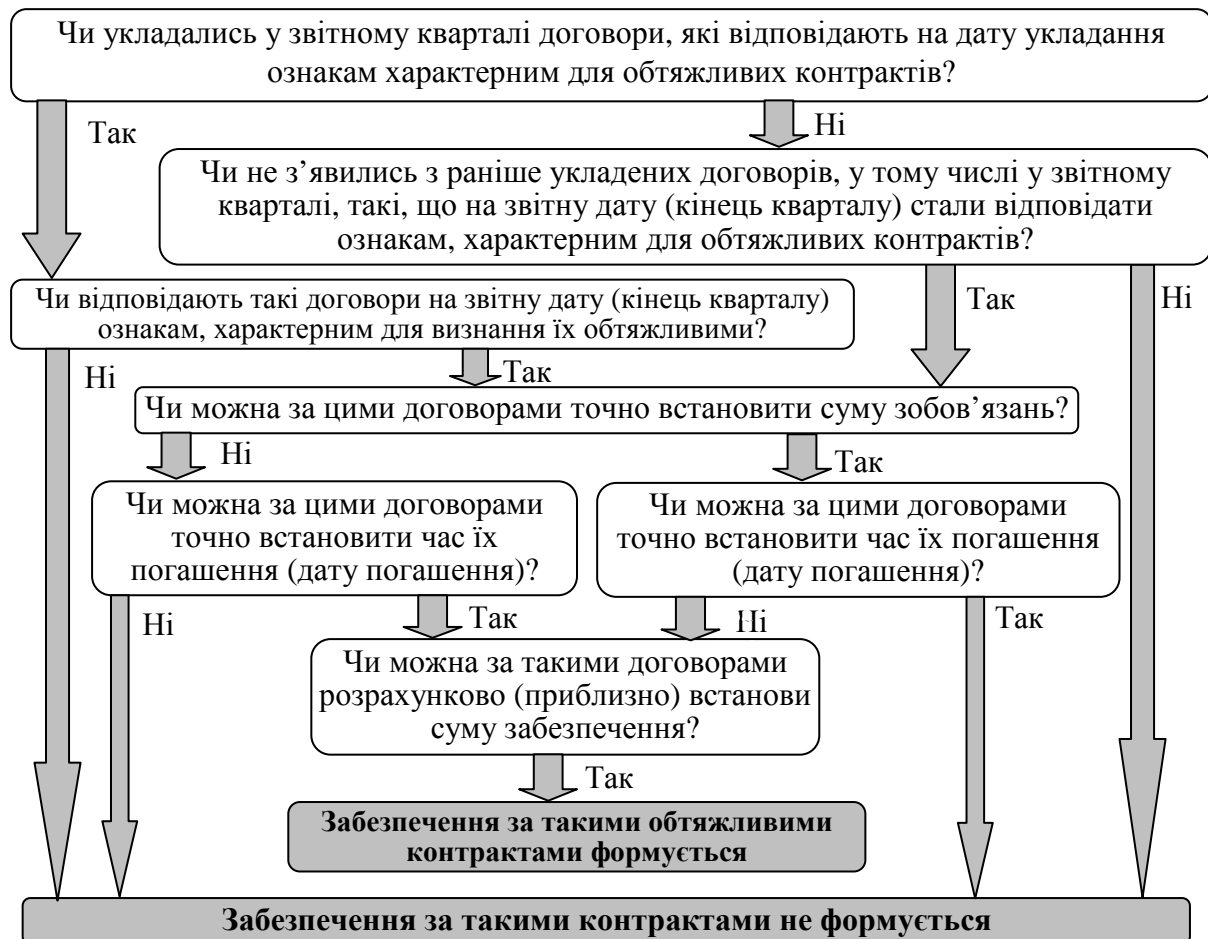 Чи укладались у звітному кварталі договори, які відповідають на дату укладання
ознакам характерним для обтяжливих контрактів?
Так
Ні
Чи не з’явились з раніше укладених договорів, у тому числі у звітному
кварталі, такі, що на звітну дату (кінець кварталу) стали відповідати
ознакам, характерним для обтяжливих контрактів?
Так
Ні
Чи відповідають такі договори на звітну дату (кінець кварталу)
ознакам, характерним для визнання їх обтяжливими?
Ні
Так
Чи можна за цими договорами точно встановити суму зобов’язань?
Ні
Так
Чи можна за цими договорами
точно встановити час їх
погашення (дату погашення)?
Чи можна за цими договорами
точно встановити час їх погашення
(дату погашення)?
Ні
Так
Ні
Так
Чи можна за такими договорами
розрахунково (приблизно) встанови
суму забезпечення?
Так
Забезпечення за такими обтяжливими
контрактами формується
Забезпечення за такими контрактами не формується